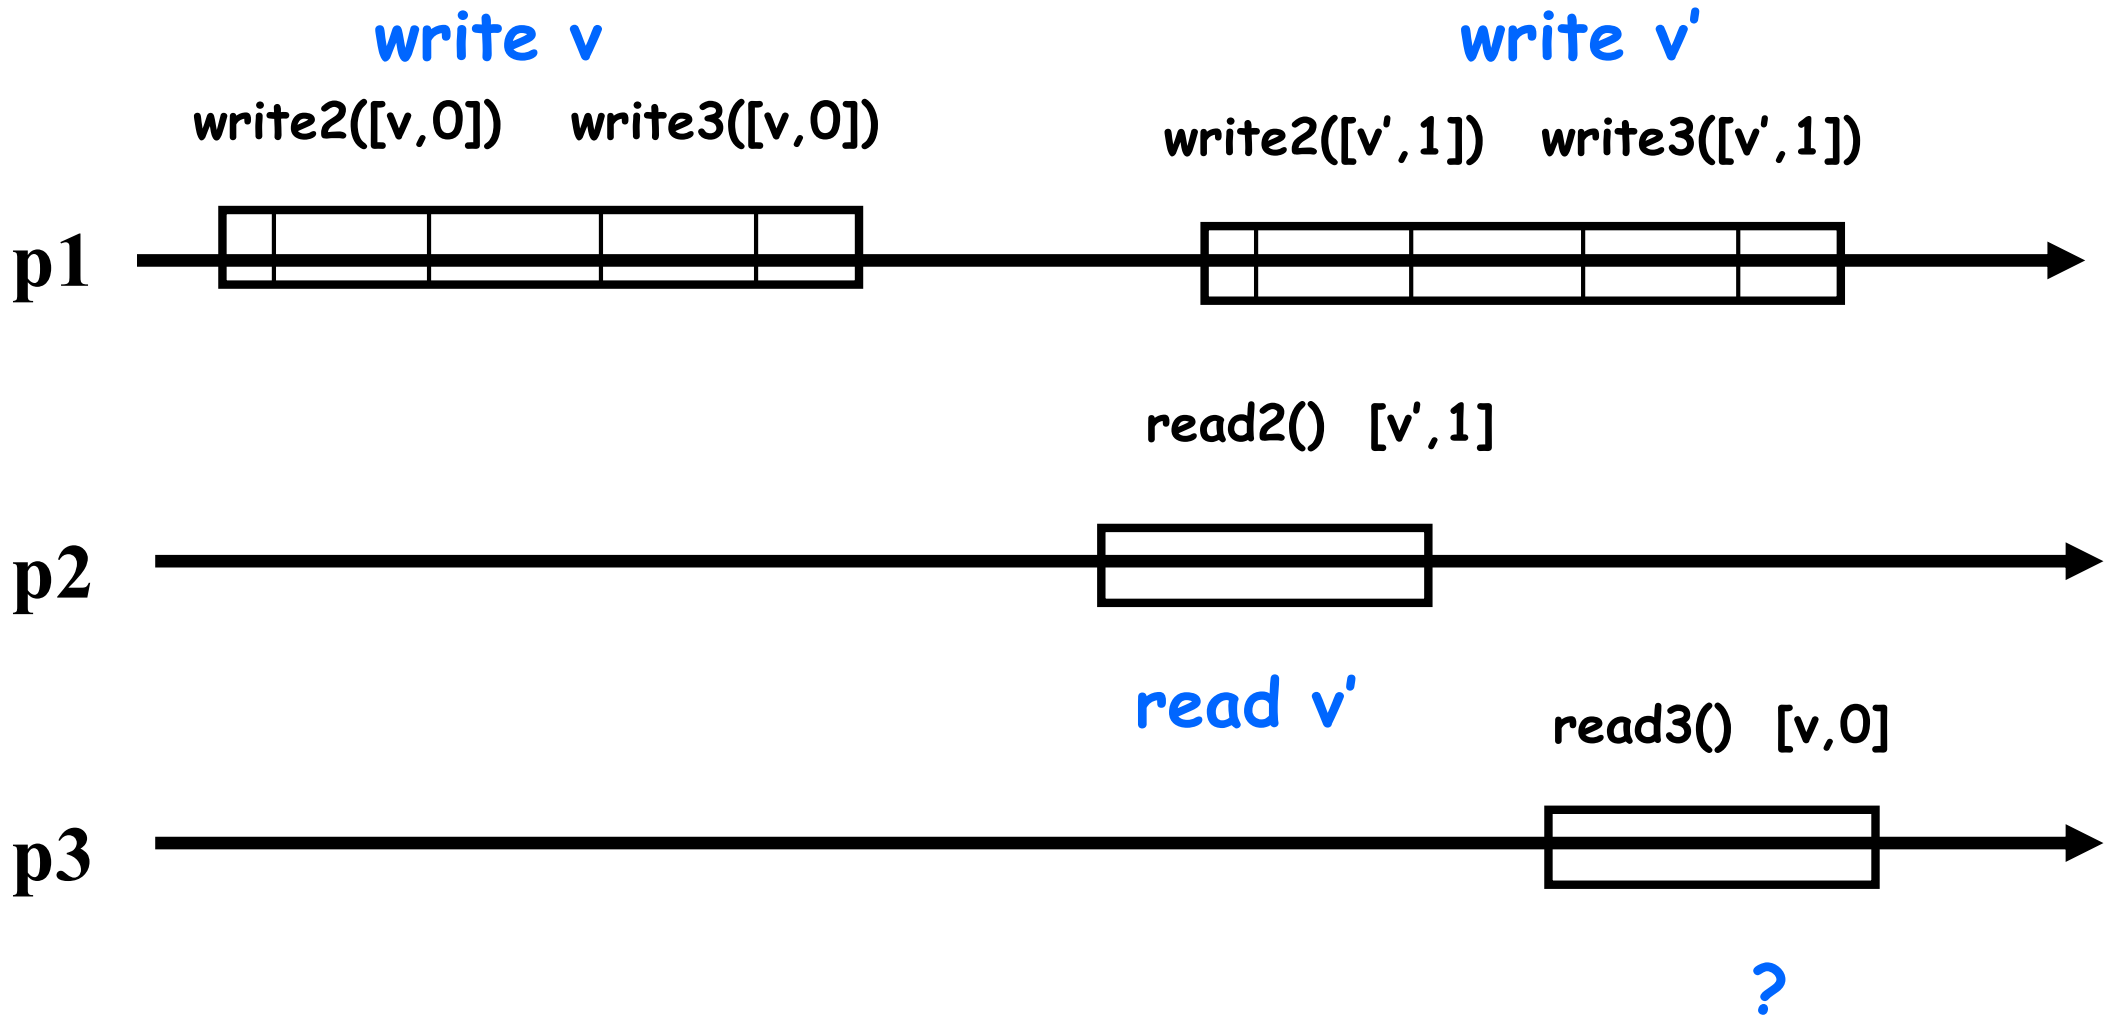 write v write v’
write2([v,0]) write3([v,0])
write2([v’,1]) write3([v’,1])
p1
read2() [v’,1]
p2
read v’
read3() [v,0]
p3
?